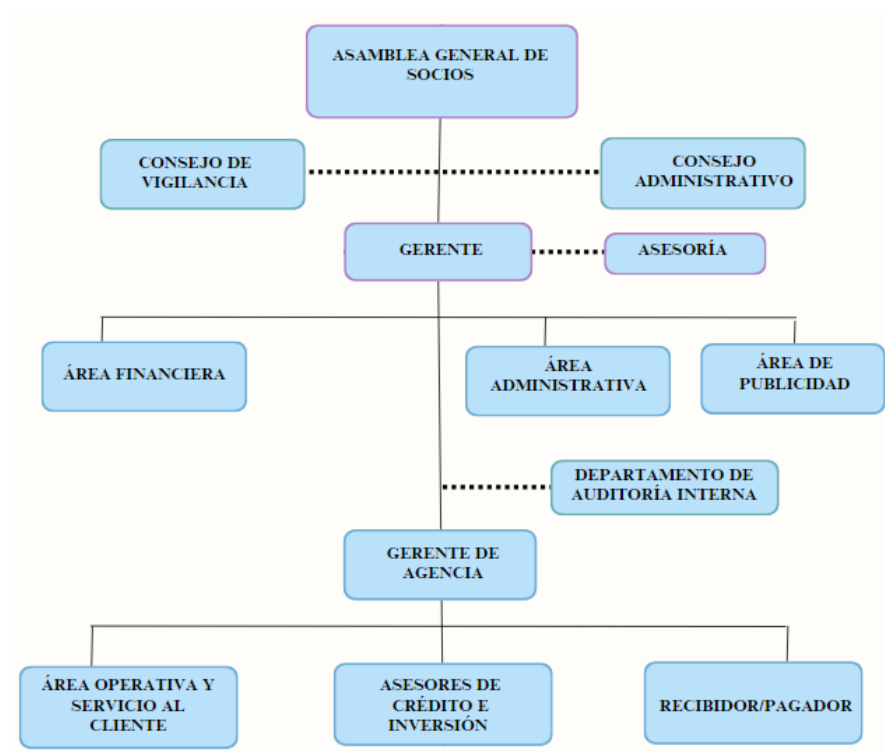 ASAMBLEA GENERAL DE
SOCIOS
CONSEJO DE
VIGILANCIA
CONSEJO
ADMINISTRATIVO
GERENTE
ASESORÍA
ÁREA FINANCIERA
ÁREA
ADMINISTRATIVA
ÁREA DE
PUBLICIDAD
DEPARTAMENTO DE
AUDITORÍA INTERNA
GERENTE DE
AGENCIA
ÁREA OPERATIVA Y
SERVICIO AL
CLIENTE
ASESORES DE
CRÉDITO E
INVERSIÓN
RECIBIDOR/PAGADOR